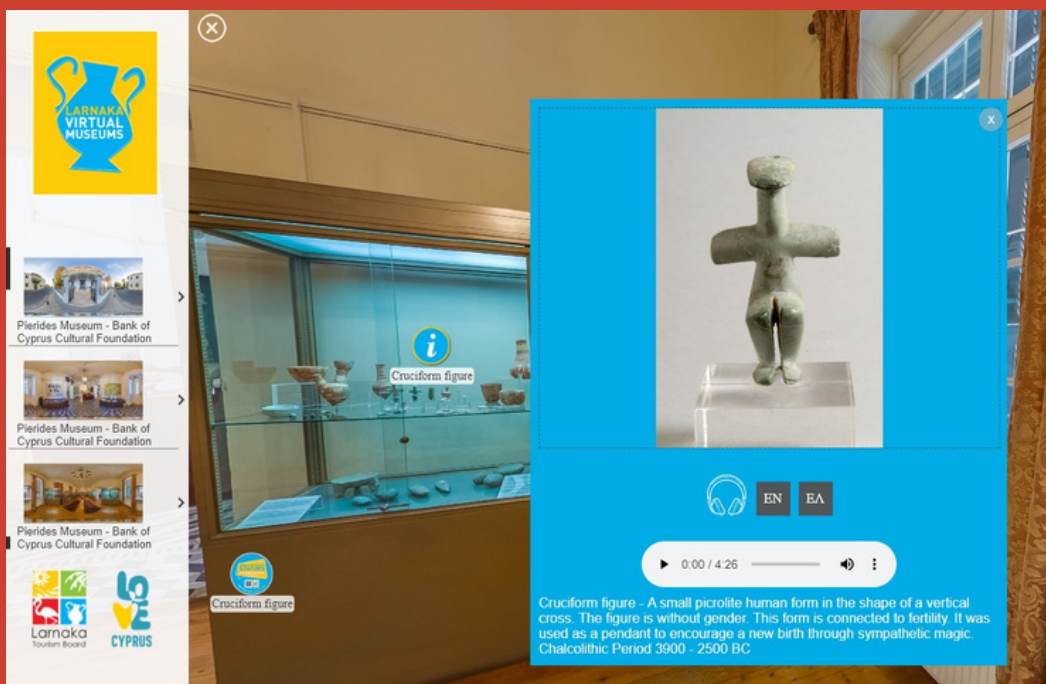 LARNAKA
VIRTUAL
MUSEUMS
Pierides Museum - Bank of
Cyprus Cultural Foundation
Pierides Museum - Bank of
Cyprus Cultural Foundation
Pierides Museum - Bank of
Cyprus Cultural Foundation
Larnaka
Tourism Board
LOVE
CYPRUS
X
i
Cruciform figure
Cruciform figure
X
EN
ΕΛ
0:00 / 4:26
Cruciform figure - A small picrolite human form in the shape of a vertical
cross. The figure is without gender. This form is connected to fertility. It was
used as a pendant to encourage a new birth through sympathetic magic.
Chalcolithic Period 3900 - 2500 BC